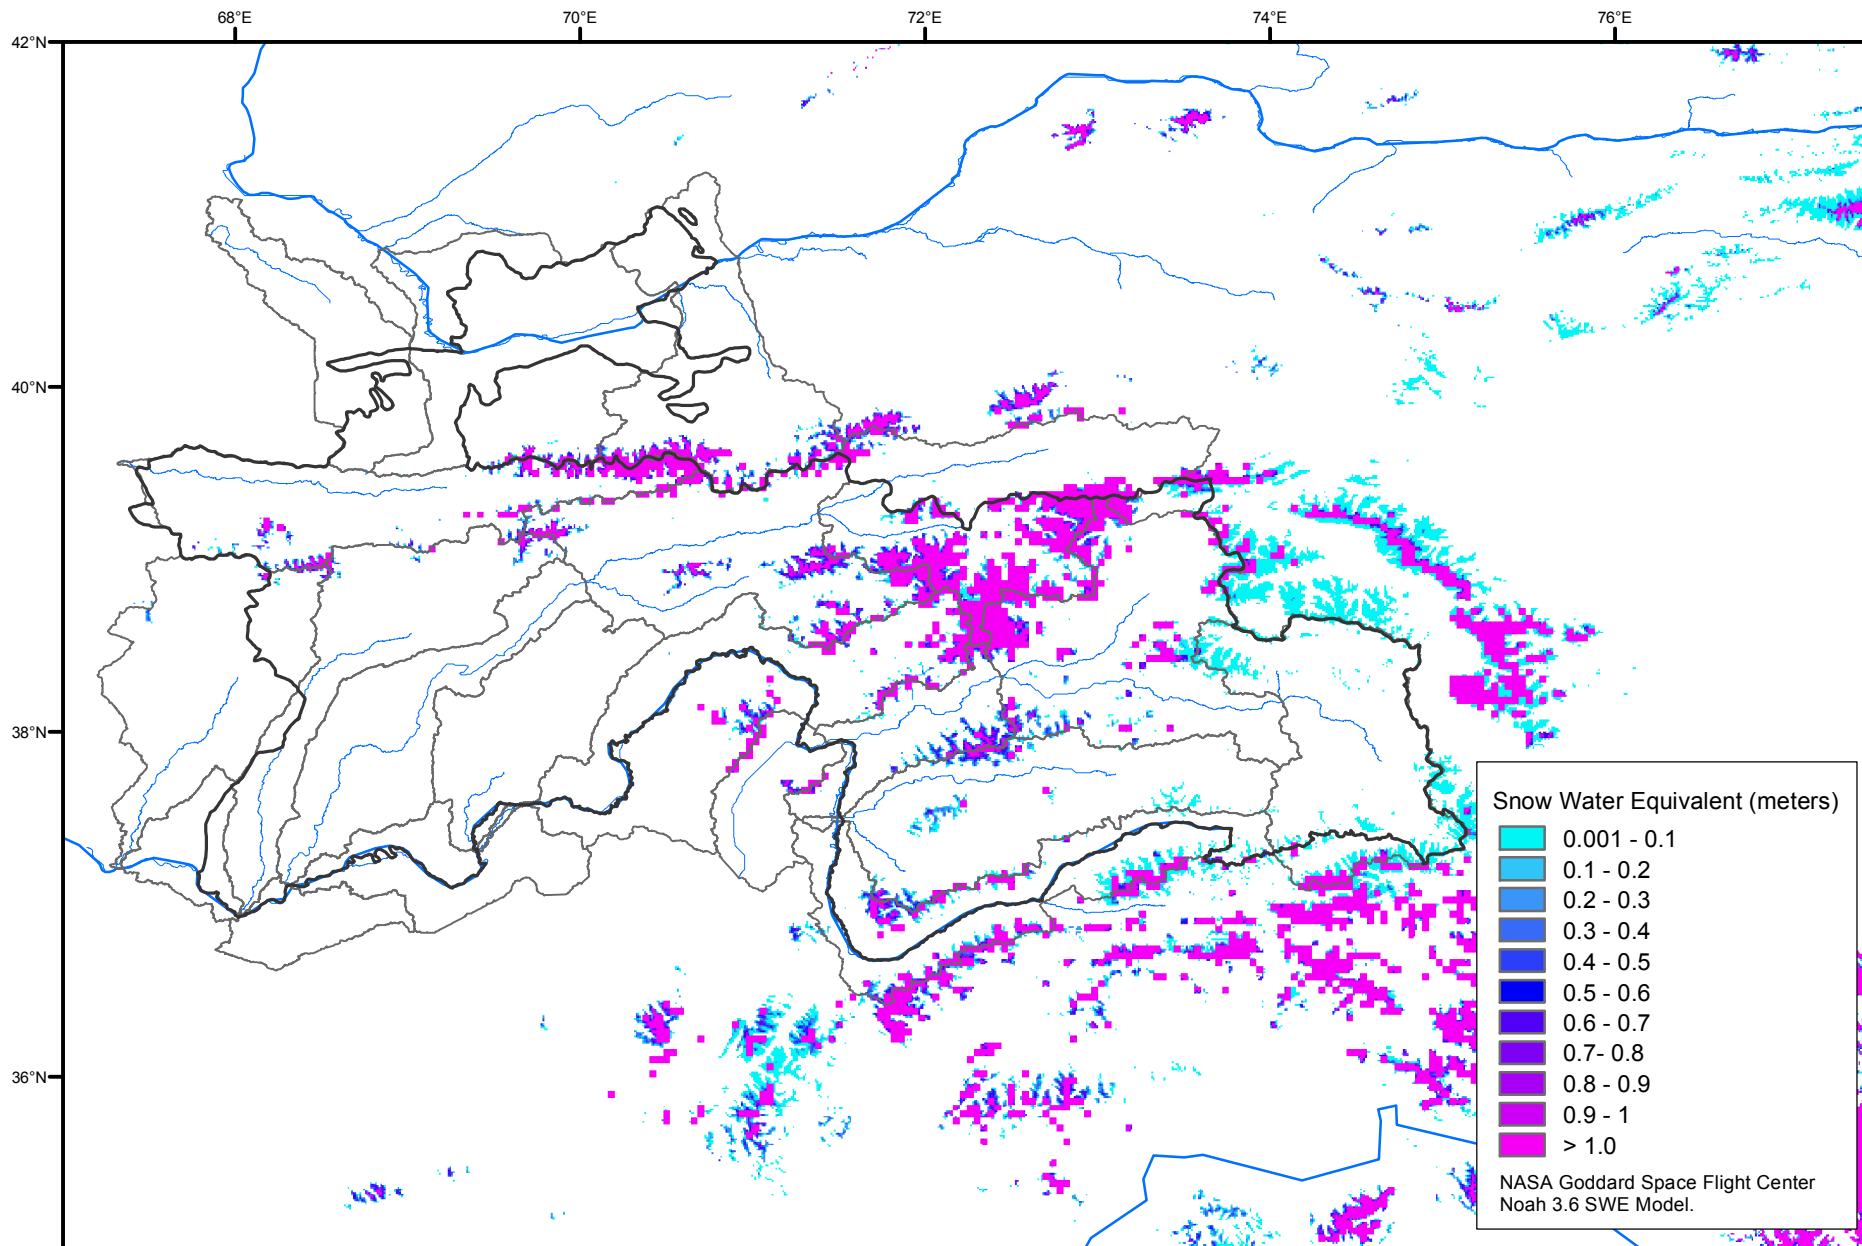 68°E 70°E 72°E 74°E 76°E
42°N
40°N
38°N
36°N
Snow Water Equivalent (meters)
0.001 - 0.1
0.1 - 0.2
0.2 - 0.3
0.3 - 0.4
0.4 - 0.5
0.5 - 0.6
0.6 - 0.7
0.7- 0.8
0.8 - 0.9
0.9 - 1
> 1.0
NASA Goddard Space Flight Center
Noah 3.6 SWE Model.